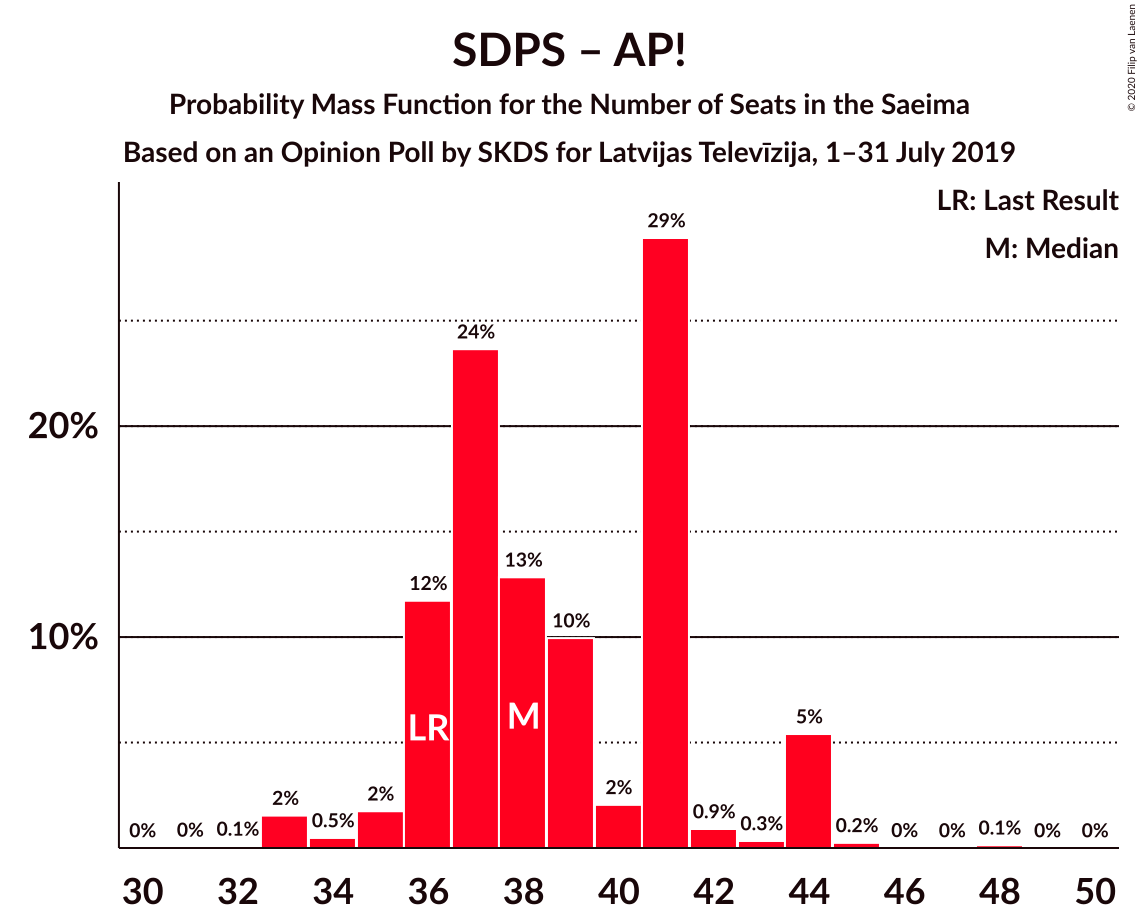 SDPS – AP!
Probability Mass Function for the Number of Seats in the Saeima
Based on an Opinion Poll by SKDS for Latvijas Televīzija, 1–31 July 2019
© 2020 Filip van Laenen
LR: Last Result
M: Median
20%
10%
0%
0%
0.1%
2%
0.5%
2%
12%
24%
13%
10%
2%
29%
0.9%
0.3%
5%
0.2%
0%
0%
0.1%
0%
0%
LR
M
30 32 34 36 38 40 42 44 46 48 50